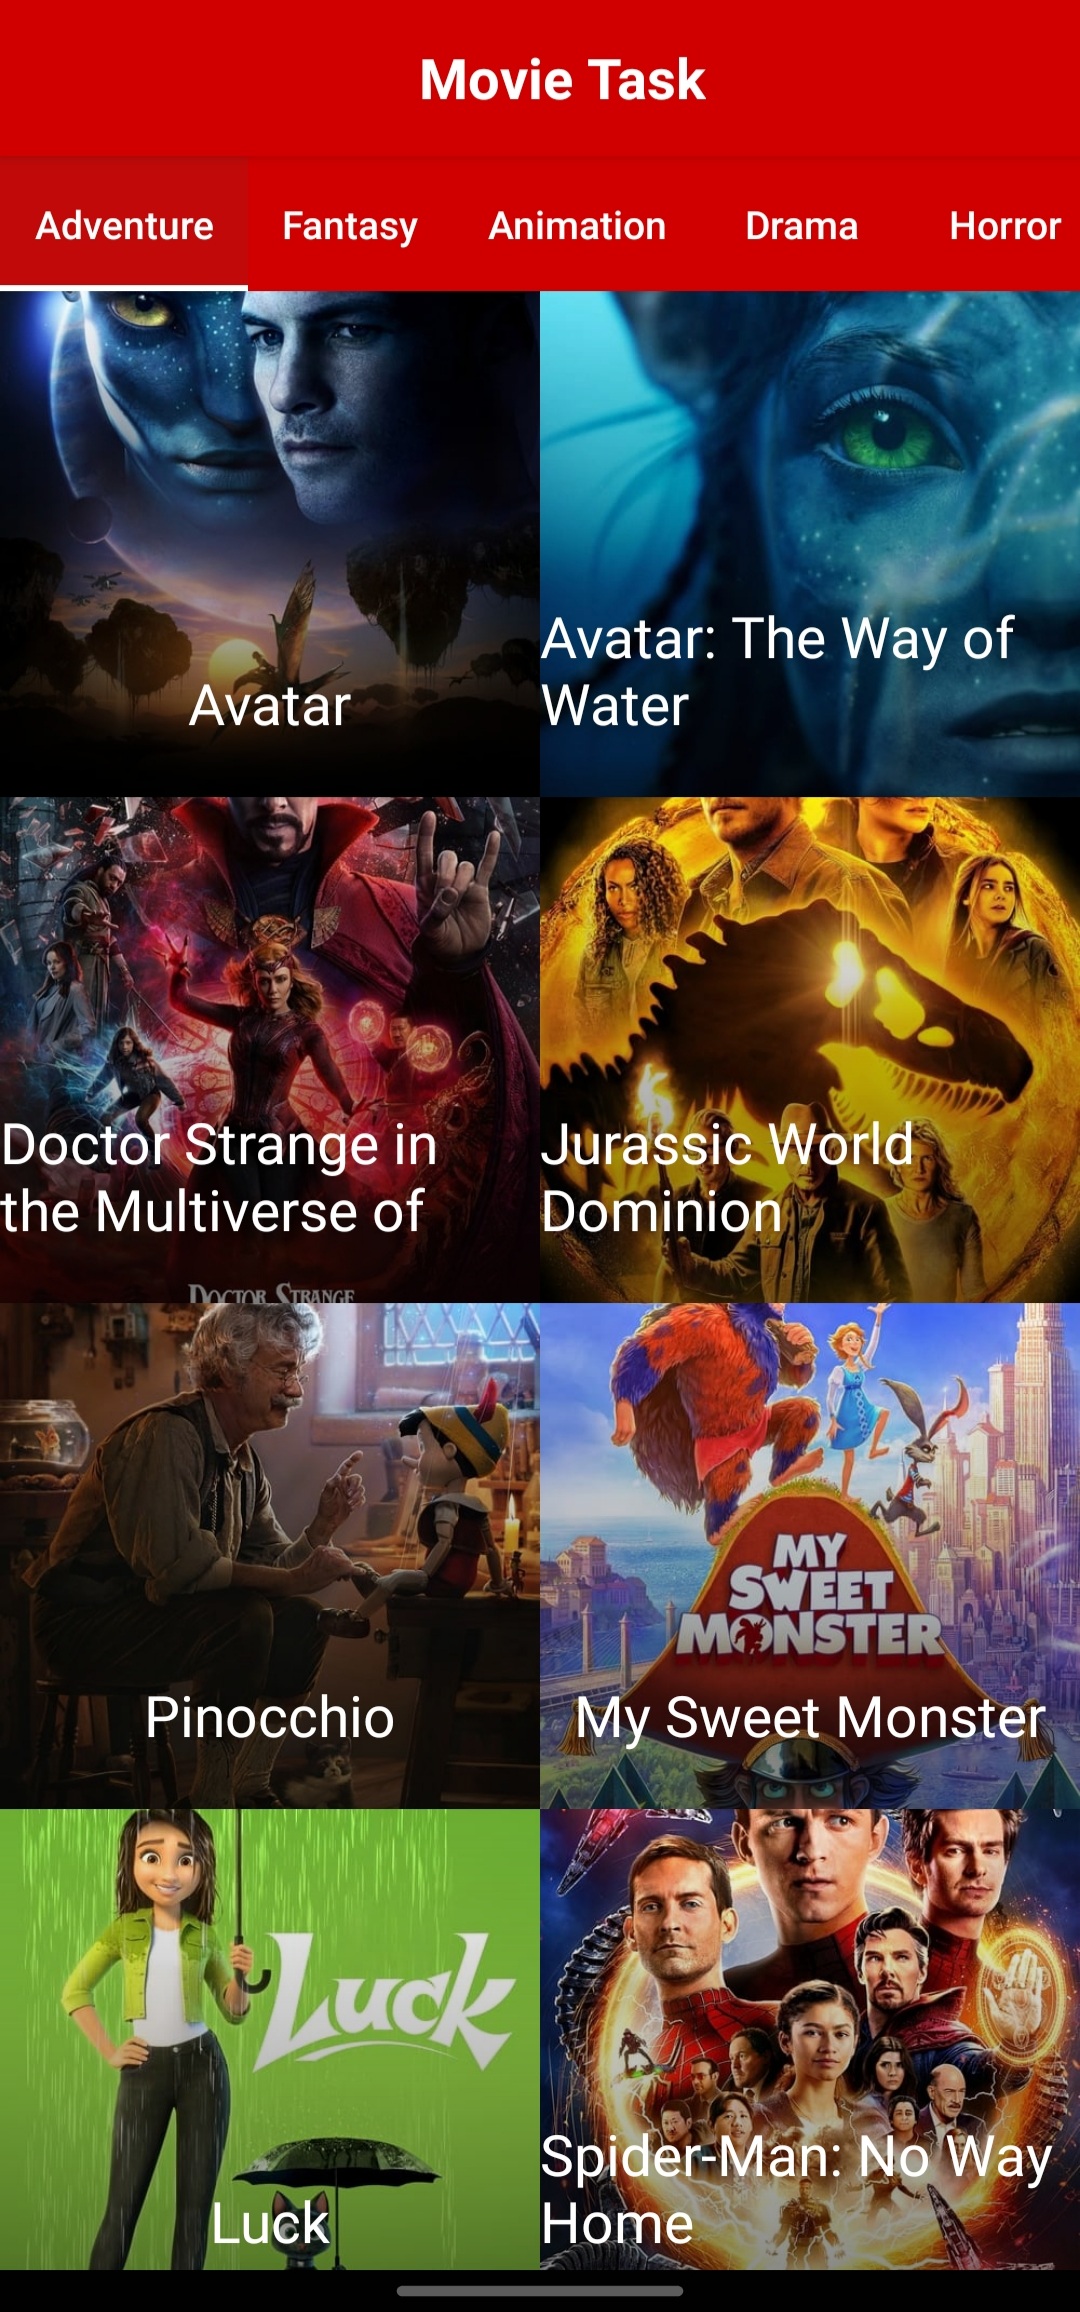 Movie Task
Adventure
Fantasy
Animation
Drama
Horror
Avatar
Avatar: The Way of
Water
Doctor Strange in
the Multiverse of
DOCTOR STRANGE
Jurassic World
Dominion
Pinocchio
MY
SWEET
MONSTER
My Sweet Monster
Luck
Luck
Spider-Man: No Way
Home